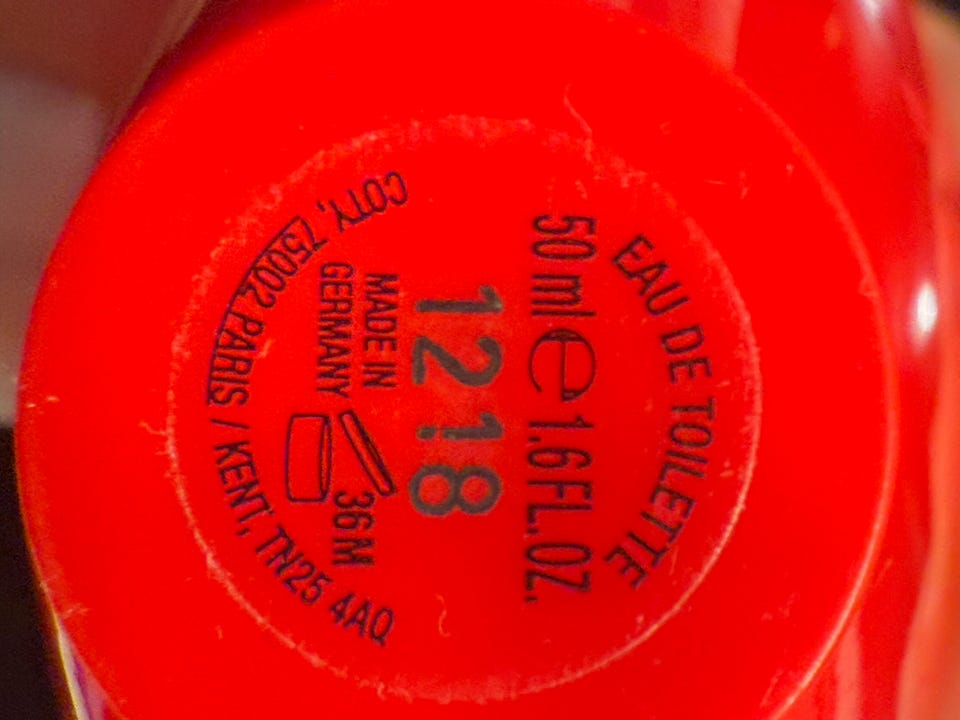 EAU DE TOILETTE
50 ml ℮ 1.6 FL. OZ.
1218
MADE IN
GERMANY
36M
COTY, 75002 PARIS / KENT, TN25 4AQ